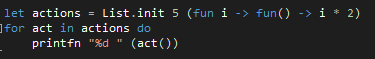 let actions = List.init 5 (fun i -> fun() -> i * 2)
for act in actions do
    printfn "%d " (act())